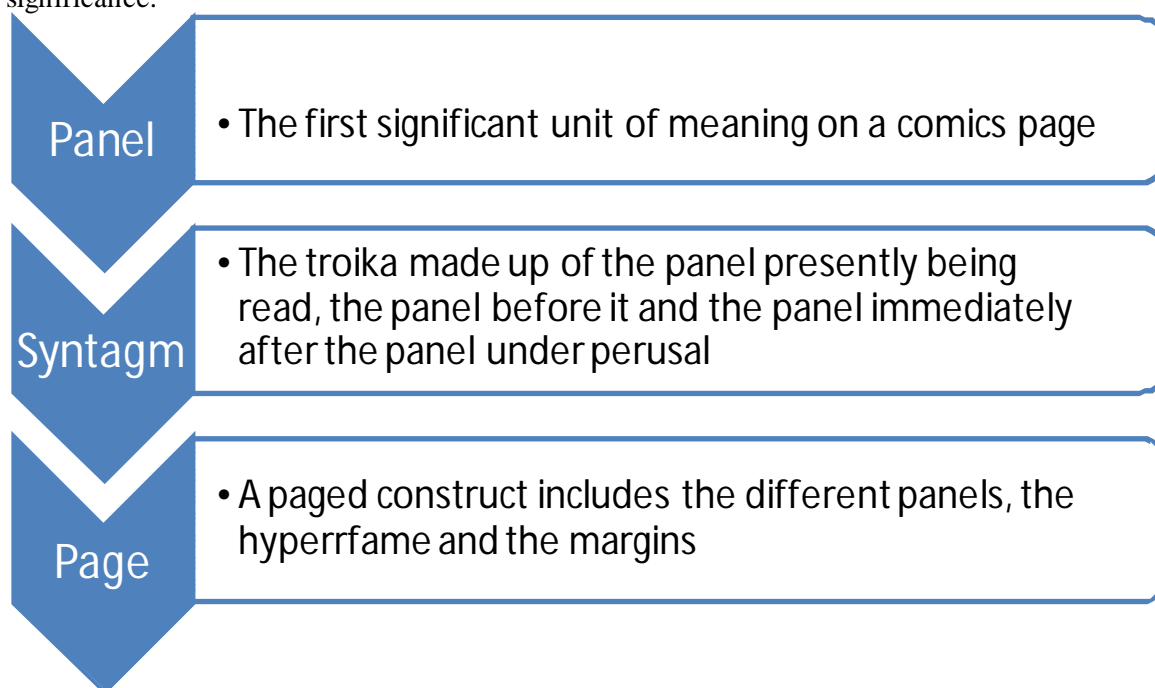 significance.
Panel
• The first significant unit of meaning on a comics page
Syntagm
• The troika made up of the panel presently being
read, the panel before it and the panel immediately
after the panel under perusal
Page
• A paged construct includes the different panels, the
hyperrfame and the margins